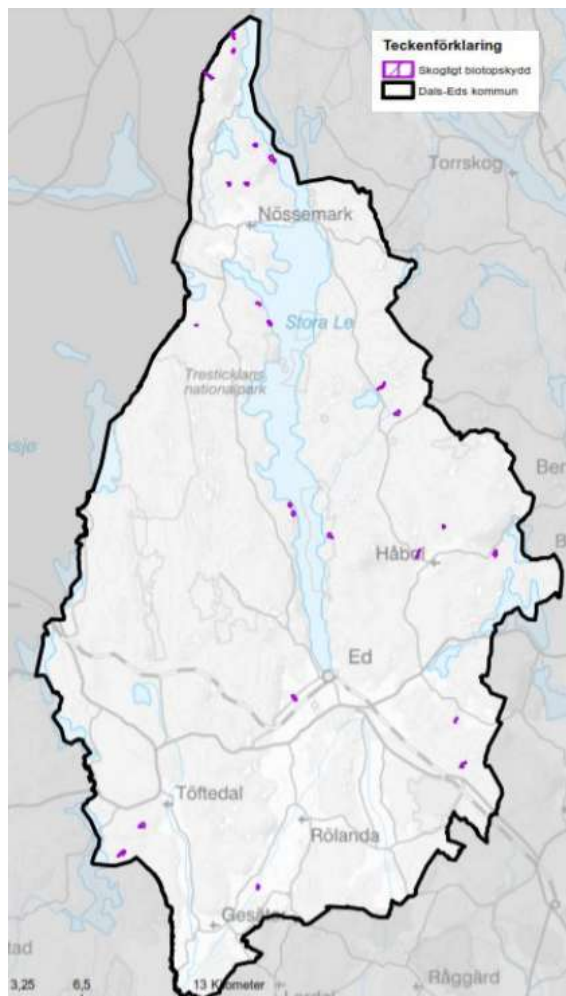 Teckenförklaring
Skogligt biotopskydd
Dals-Eds kommun
Torrskog
Nössemark
Stora Le
Tresticklans
nationalpark
Håbol
Ed
Töftedal
Rölanda
Gesäter
Råggärd
3,25 6,5 13 Kilometer